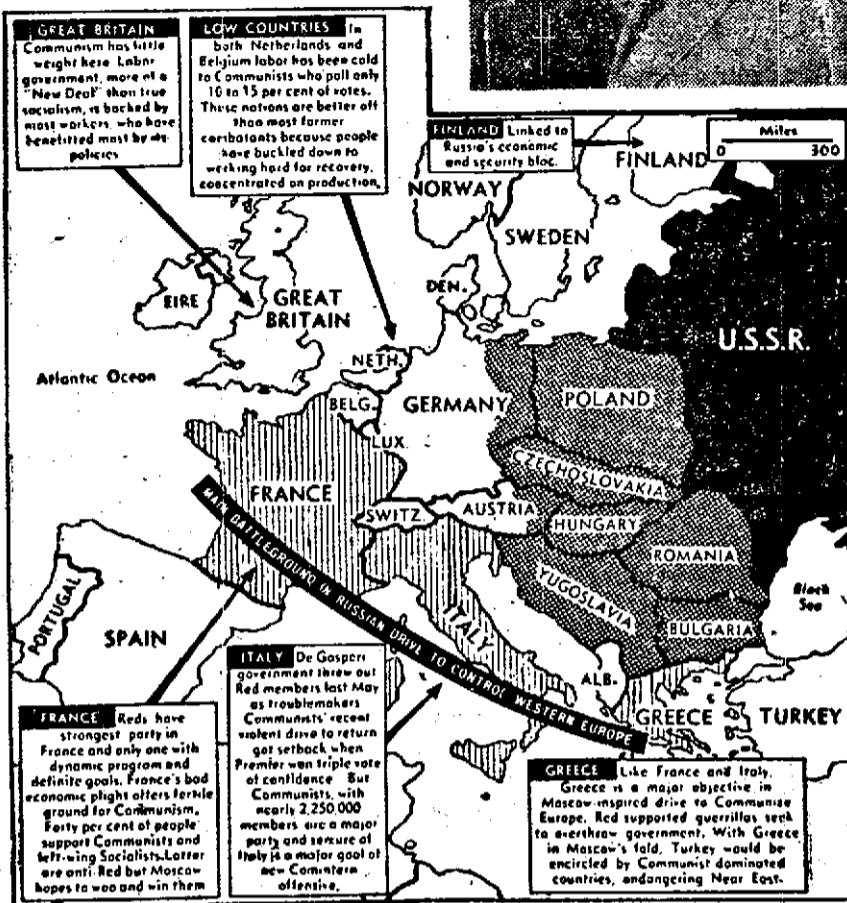 GREAT BRITAIN
Communism has little
weight here. Labor
government, more of a
"New Deal" than true
socialism, is backed by
most workers, who have
benefitted most by its
policies
LOW COUNTRIES In
both Netherlands and
Belgium labor has been cold
to Communists who poll only
10 to 15 per cent of votes.
These nations are better off
than most former
combatants because people
have buckled down to
working hard for recovery,
concentrated on production.
FINLAND Linked to
Russia's economic
and security bloc.
Miles
0 300
FINLAND
NORWAY
SWEDEN
DEN.
EIRE
GREAT
BRITAIN
U.S.S.R.
NETH.
Atlantic Ocean
BELG.
GERMANY
POLAND
LUX.
CZECHOSLOVAKIA
FRANCE
SWITZ.
AUSTRIA
HUNGARY
ROMANIA
YUGOSLAVIA
Black
Sea
BULGARIA
PORTUGAL
SPAIN
ITALY
ALB.
GREECE
TURKEY
MAIN BATTLEGROUND IN RUSSIAN DRIVE TO CONTROL WESTERN EUROPE
FRANCE Reds have
strongest party in
France and only one with
dynamic program and
definite goals. France's bad
economic plight offers fertile
ground for Communism.
Forty per cent of people
support Communists and
left-wing Socialists. Latter
are anti-Red but Moscow
hopes to woo and win them
ITALY De Gasperi
government threw out
Red members last May
as troublemakers
Communists' recent
violent drive to return
got setback when
Premier won triple vote
of confidence But
Communists, with
nearly 2,250,000
members are a major
party and seizure of
Italy is a major goal of
new Comintern
offensive.
GREECE Like France and Italy,
Greece is a major objective in
Moscow-inspired drive to Communise
Europe. Red supported guerrillas seek
to overthrow government. With Greece
in Moscow's fold, Turkey would be
encircled by Communist dominated
countries, endangering Near East.